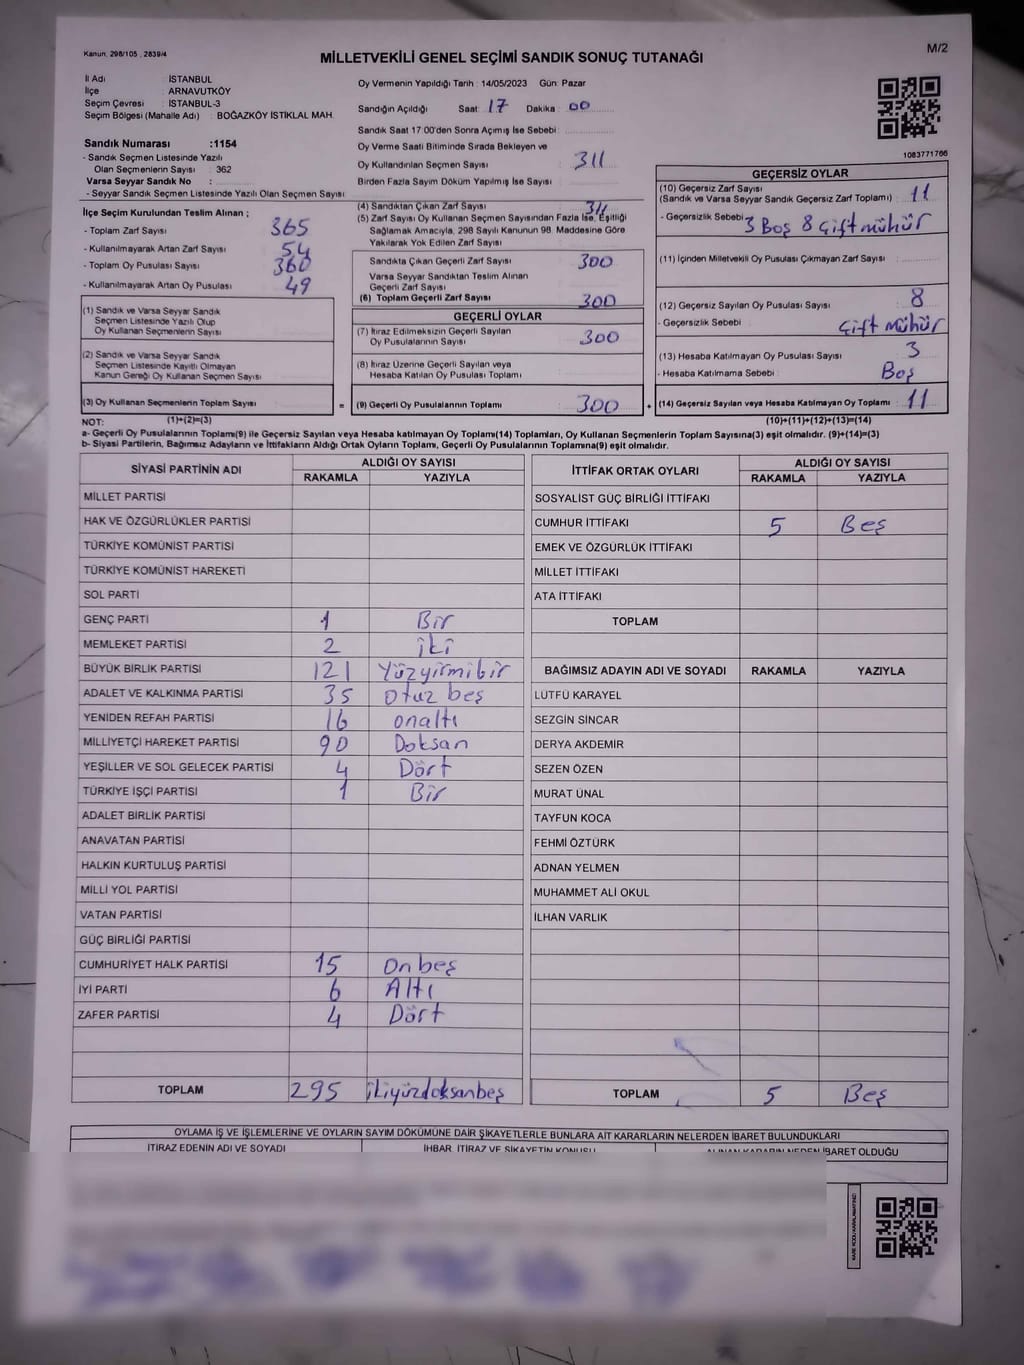 Kanun, 298/105 , 2839/4
M/2
MİLLETVEKİLİ GENEL SEÇİMİ SANDIK SONUÇ TUTANAĞI
İl Adı : İSTANBUL
İlçe : ARNAVUTKÖY
Seçim Çevresi : İSTANBUL-3
Seçim Bölgesi (Mahalle Adı) : BOĞAZKÖY İSTİKLAL MAH.
Sandık Numarası :1154
- Sandık Seçmen Listesinde Yazılı
Olan Seçmenlerin Sayısı : 362
Varsa Seyyar Sandık No :
- Seyyar Sandık Seçmen Listesinde Yazılı Olan Seçmen Sayısı
Oy Vermenin Yapıldığı Tarih : 14/05/2023 Gün: Pazar
Sandığın Açıldığı Saat: 17 Dakika : 00
Sandık Saat 17:00'den Sonra Açımış İse Sebebi :
Oy Verme Saati Bitiminde Sırada Bekleyen ve
Oy Kullandırılan Seçmen Sayısı : 311
Birden Fazla Sayım Döküm Yapılmış İse Sayısı :
1083771766
İlçe Seçim Kurulundan Teslim Alınan ;
- Toplam Zarf Sayısı : 365
- Kullanılmayarak Artan Zarf Sayısı : 54
- Toplam Oy Pusulası Sayısı : 360
- Kullanılmayarak Artan Oy Pusulası : 49
(1) Sandık ve Varsa Seyyar Sandık
Seçmen Listesinde Yazılı Olup
Oy Kullanan Seçmenlerin Sayısı :
(2) Sandık ve Varsa Seyyar Sandık
Seçmen Listesinde Kayıtlı Olmayan
Kanun Gereği Oy Kullanan Seçmen Sayısı :
(3) Oy Kullanan Seçmenlerin Toplam Sayısı :
(4) Sandıktan Çıkan Zarf Sayısı : 311
(5) Zarf Sayısı Oy Kullanan Seçmen Sayısından Fazla İse, Eşitliği
Sağlamak Amacıyla, 298 Sayılı Kanunun 98. Maddesine Göre
Yakılarak Yok Edilen Zarf Sayısı :
Sandıkta Çıkan Geçerli Zarf Sayısı : 300
Varsa Seyyar Sandıktan Teslim Alınan
Geçerli Zarf Sayısı :
(6) Toplam Geçerli Zarf Sayısı : 300
GEÇERLİ OYLAR
(7) İtiraz Edilmeksizin Geçerli Sayılan
Oy Pusulalarının Sayısı : 300
(8) İtiraz Üzerine Geçerli Sayılan veya
Hesaba Katılan Oy Pusulası Toplamı :
= (9) Geçerli Oy Pusulalarının Toplamı : 300 +
GEÇERSİZ OYLAR
(10) Geçersiz Zarf Sayısı
(Sandık ve Varsa Seyyar Sandık Geçersiz Zarf Toplamı) : 11
- Geçersizlik Sebebi : 3 Boş 8 Çift mühür
(11) İçinden Milletvekili Oy Pusulası Çıkmayan Zarf Sayısı :
(12) Geçersiz Sayılan Oy Pusulası Sayısı : 8
- Geçersizlik Sebebi : Çift Mühür
(13) Hesaba Katılmayan Oy Pusulası Sayısı : 3
- Hesaba Katılmama Sebebi : Boş
(14) Geçersiz Sayılan veya Hesaba Katılmayan Oy Toplamı : 11
NOT: (1)+(2)=(3) (10)+(11)+(12)+(13)=(14)
a- Geçerli Oy Pusulalarının Toplamı(9) ile Geçersiz Sayılan veya Hesaba katılmayan Oy Toplamı(14) Toplamları, Oy Kullanan Seçmenlerin Toplam Sayısına(3) eşit olmalıdır. (9)+(14)=(3)
b- Siyasi Partilerin, Bağımsız Adayların ve İttifakların Aldığı Ortak Oyların Toplamı, Geçerli Oy Pusulalarının Toplamına(9) eşit olmalıdır.
SİYASİ PARTİNİN ADI ALDIĞI OY SAYISI
RAKAMLA YAZIYLA
MİLLET PARTİSİ
HAK VE ÖZGÜRLÜKLER PARTİSİ
TÜRKİYE KOMÜNİST PARTİSİ
TÜRKİYE KOMÜNİST HAREKETİ
SOL PARTİ
GENÇ PARTİ 1 Bir
MEMLEKET PARTİSİ 2 iki
BÜYÜK BİRLİK PARTİSİ 121 Yüzyirmibir
ADALET VE KALKINMA PARTİSİ 35 Otuz beş
YENİDEN REFAH PARTİSİ 16 onaltı
MİLLİYETÇİ HAREKET PARTİSİ 90 Doksan
YEŞİLLER VE SOL GELECEK PARTİSİ 4 Dört
TÜRKİYE İŞÇİ PARTİSİ 1 Bir
ADALET BİRLİK PARTİSİ
ANAVATAN PARTİSİ
HALKIN KURTULUŞ PARTİSİ
MİLLİ YOL PARTİSİ
VATAN PARTİSİ
GÜÇ BİRLİĞİ PARTİSİ
CUMHURİYET HALK PARTİSİ 15 Onbeş
İYİ PARTİ 6 Altı
ZAFER PARTİSİ 4 Dört
TOPLAM 295 ikiyüzdoksanbeş
İTTİFAK ORTAK OYLARI ALDIĞI OY SAYISI
RAKAMLA YAZIYLA
SOSYALİST GÜÇ BİRLİĞİ İTTİFAKI
CUMHUR İTTİFAKI 5 Beş
EMEK VE ÖZGÜRLÜK İTTİFAKI
MİLLET İTTİFAKI
ATA İTTİFAKI
TOPLAM
BAĞIMSIZ ADAYIN ADI VE SOYADI RAKAMLA YAZIYLA
LÜTFÜ KARAYEL
SEZGİN SİNCAR
DERYA AKDEMİR
SEZEN ÖZEN
MURAT ÜNAL
TAYFUN KOCA
FEHMİ ÖZTÜRK
ADNAN YELMEN
MUHAMMET ALİ OKUL
İLHAN VARLIK
TOPLAM 5 Beş
OYLAMA İŞ VE İŞLEMLERİNE VE OYLARIN SAYIM DÖKÜMÜNE DAİR ŞİKAYETLERLE BUNLARA AİT KARARLARIN NELERDEN İBARET BULUNDUKLARI
İTİRAZ EDENİN ADI VE SOYADI İHBAR, İTİRAZ VE ŞİKAYETİN KONUSU ALINAN KARARIN NEDEN İBARET OLDUĞU